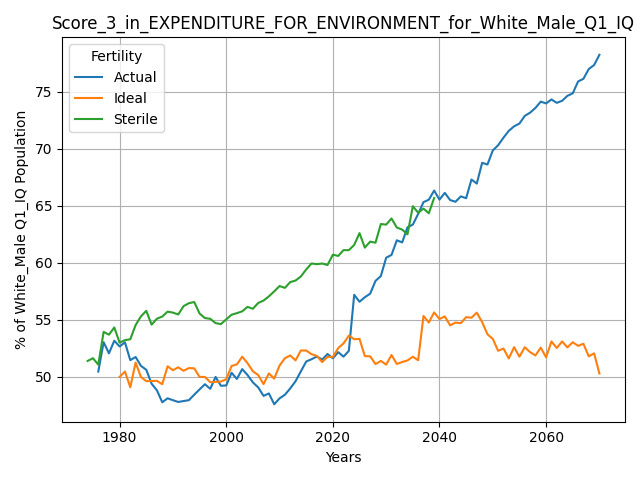 Score_3_in_EXPENDITURE_FOR_ENVIRONMENT_for_White_Male_Q1_IQ
Fertility
Actual
Ideal
Sterile
% of White_Male Q1_IQ Population
75
70
65
60
55
50
1980
2000
2020
2040
2060
Years